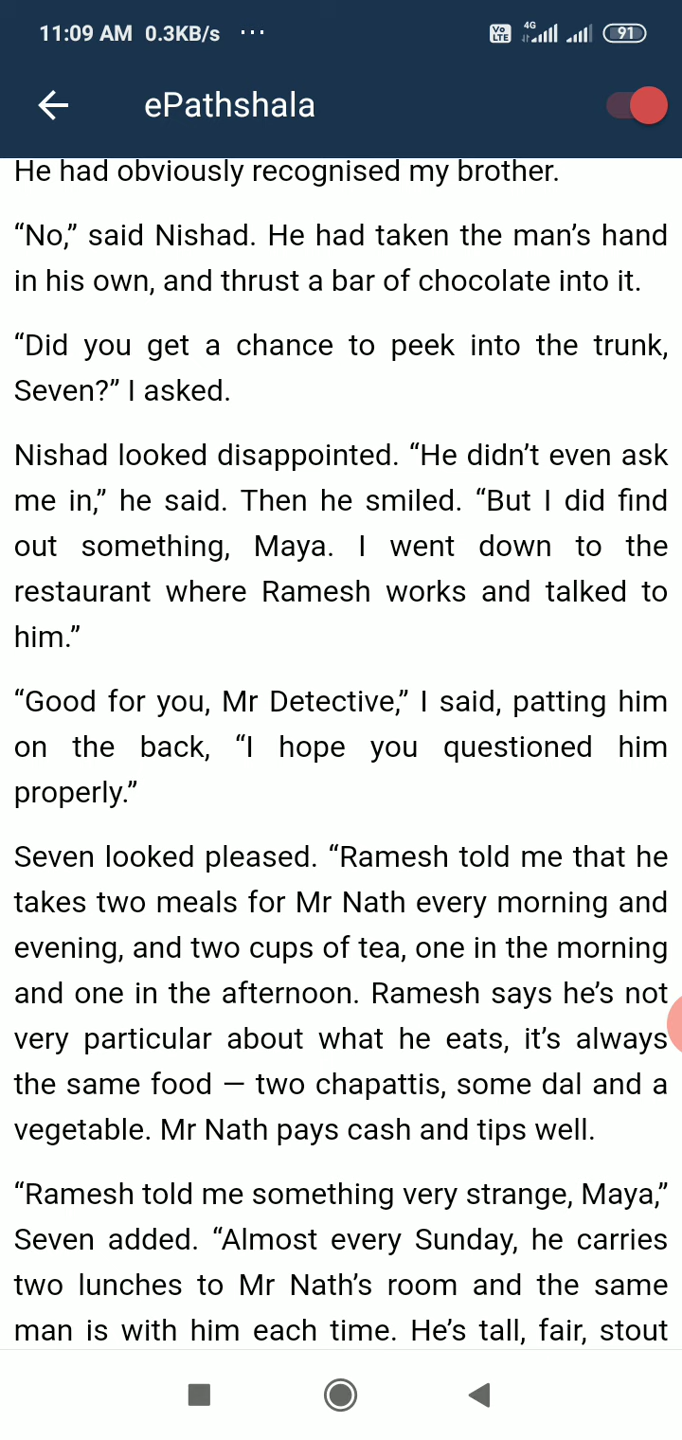 11:09 AM 0.3KB/s ...
Vo LTE 4G 91
ePathshala
He had obviously recognised my brother.
“No,” said Nishad. He had taken the man’s hand
in his own, and thrust a bar of chocolate into it.
“Did you get a chance to peek into the trunk,
Seven?” I asked.
Nishad looked disappointed. “He didn’t even ask
me in,” he said. Then he smiled. “But I did find
out something, Maya. I went down to the
restaurant where Ramesh works and talked to
him.”
“Good for you, Mr Detective,” I said, patting him
on the back, “I hope you questioned him
properly.”
Seven looked pleased. “Ramesh told me that he
takes two meals for Mr Nath every morning and
evening, and two cups of tea, one in the morning
and one in the afternoon. Ramesh says he’s not
very particular about what he eats, it’s always
the same food — two chapattis, some dal and a
vegetable. Mr Nath pays cash and tips well.
“Ramesh told me something very strange, Maya,”
Seven added. “Almost every Sunday, he carries
two lunches to Mr Nath’s room and the same
man is with him each time. He’s tall, fair, stout